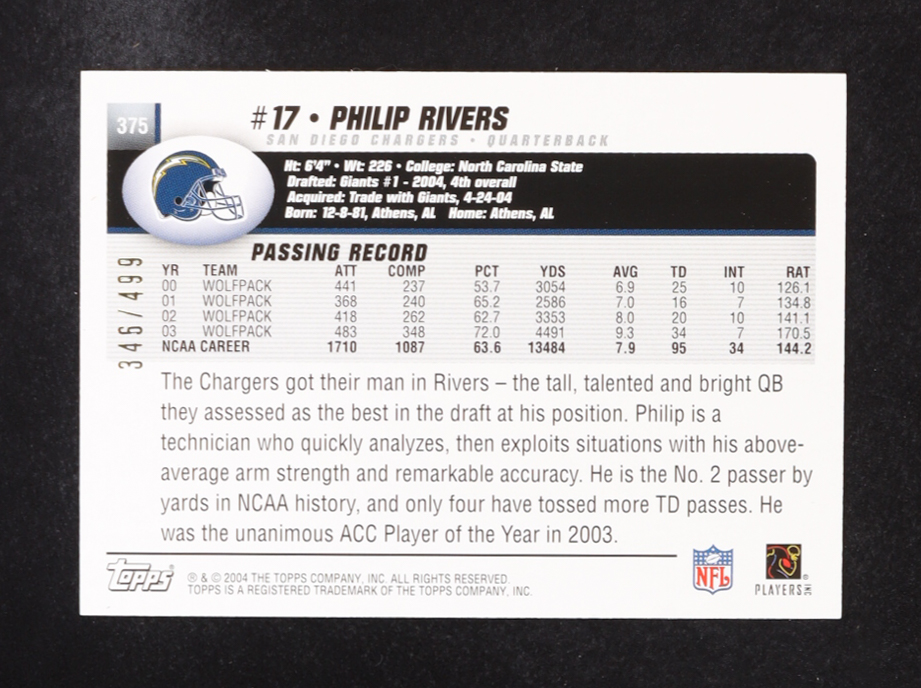 375
#17 • PHILIP RIVERS
SAN DIEGO CHARGERS • QUARTERBACK
Ht: 6'4" • Wt: 226 • College: North Carolina State
Drafted: Giants #1 - 2004, 4th overall
Acquired: Trade with Giants, 4-24-04
Born: 12-8-81, Athens, AL Home: Athens, AL
346/499
PASSING RECORD
YR TEAM ATT COMP PCT YDS AVG TD INT RAT
00 WOLFPACK 441 237 53.7 3054 6.9 25 10 126.1
01 WOLFPACK 368 240 65.2 2586 7.0 16 7 134.8
02 WOLFPACK 418 262 62.7 3353 8.0 20 10 141.1
03 WOLFPACK 483 348 72.0 4491 9.3 34 7 170.5
NCAA CAREER 1710 1087 63.6 13484 7.9 95 34 144.2
The Chargers got their man in Rivers – the tall, talented and bright QB
they assessed as the best in the draft at his position. Philip is a
technician who quickly analyzes, then exploits situations with his above-
average arm strength and remarkable accuracy. He is the No. 2 passer by
yards in NCAA history, and only four have tossed more TD passes. He
was the unanimous ACC Player of the Year in 2003.
Topps
® & © 2004 THE TOPPS COMPANY, INC. ALL RIGHTS RESERVED.
TOPPS IS A REGISTERED TRADEMARK OF THE TOPPS COMPANY, INC.
NFL
PLAYERS INC